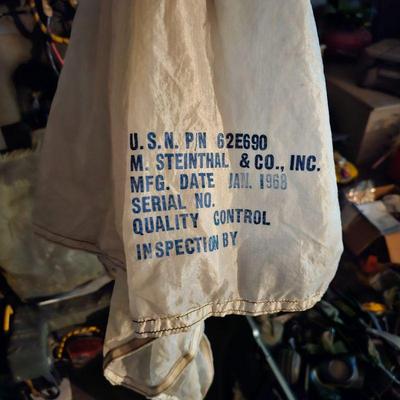 U.S.N. P/N 62E690
M. STEINTHAL & CO., INC.
MFG. DATE JAN. 1968
SERIAL NO.
QUALITY CONTROL
INSPECTION BY